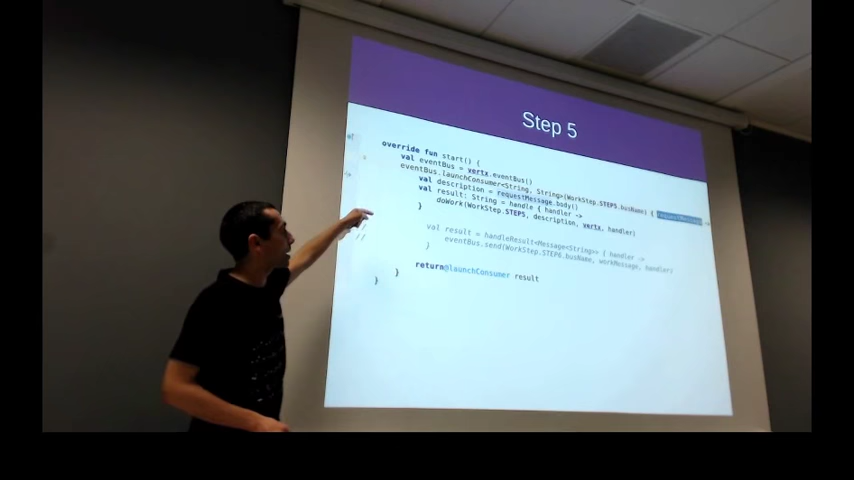 Step 5
override fun start() {
val eventBus = vertx.eventBus()
eventBus.launchConsumer<String, String>(WorkStep.STEP5.busName) { requestMessage ->
val description = requestMessage.body()
val result: String = handle { handler ->
doWork(WorkStep.STEP5, description, vertx, handler)
}
// val result = handleResult<Message<String>> { handler ->
// eventBus.send(WorkStep.STEP6.busName, workMessage, handler)
// }
return@launchConsumer result
}
}